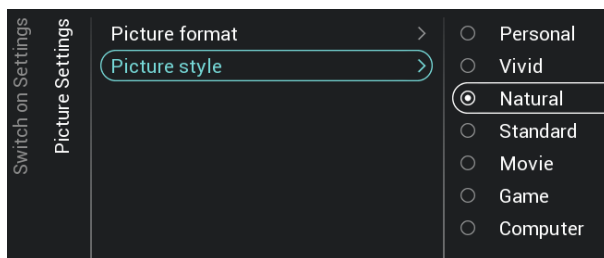 Switch on Settings
Picture Settings
Picture format
Picture style
Personal
Vivid
Natural
Standard
Movie
Game
Computer